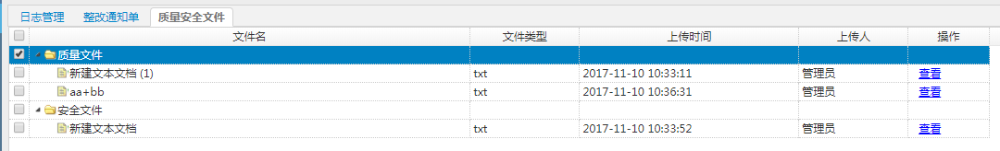 日志管理 整改通知单 质量安全文件
文件名 文件类型 上传时间 上传人 操作
质量文件
新建文本文档 (1) txt 2017-11-10 10:33:11 管理员 查看
aa+bb txt 2017-11-10 10:36:31 管理员 查看
安全文件
新建文本文档 txt 2017-11-10 10:33:52 管理员 查看